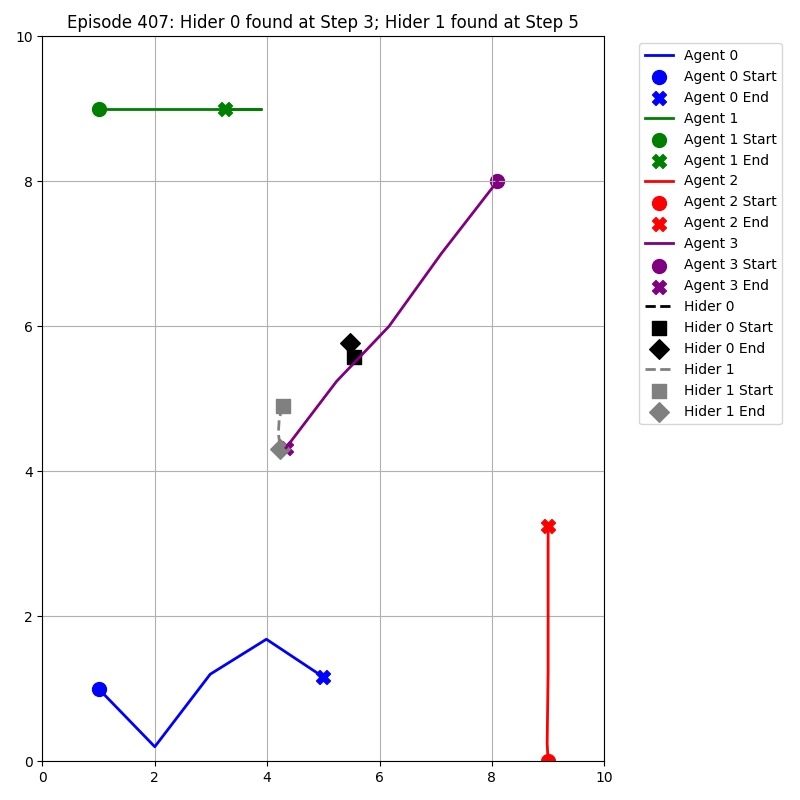 Episode 407: Hider 0 found at Step 3; Hider 1 found at Step 5
10
8
6
4
2
0
0 2 4 6 8 10
Agent 0
Agent 0 Start
Agent 0 End
Agent 1
Agent 1 Start
Agent 1 End
Agent 2
Agent 2 Start
Agent 2 End
Agent 3
Agent 3 Start
Agent 3 End
Hider 0
Hider 0 Start
Hider 0 End
Hider 1
Hider 1 Start
Hider 1 End